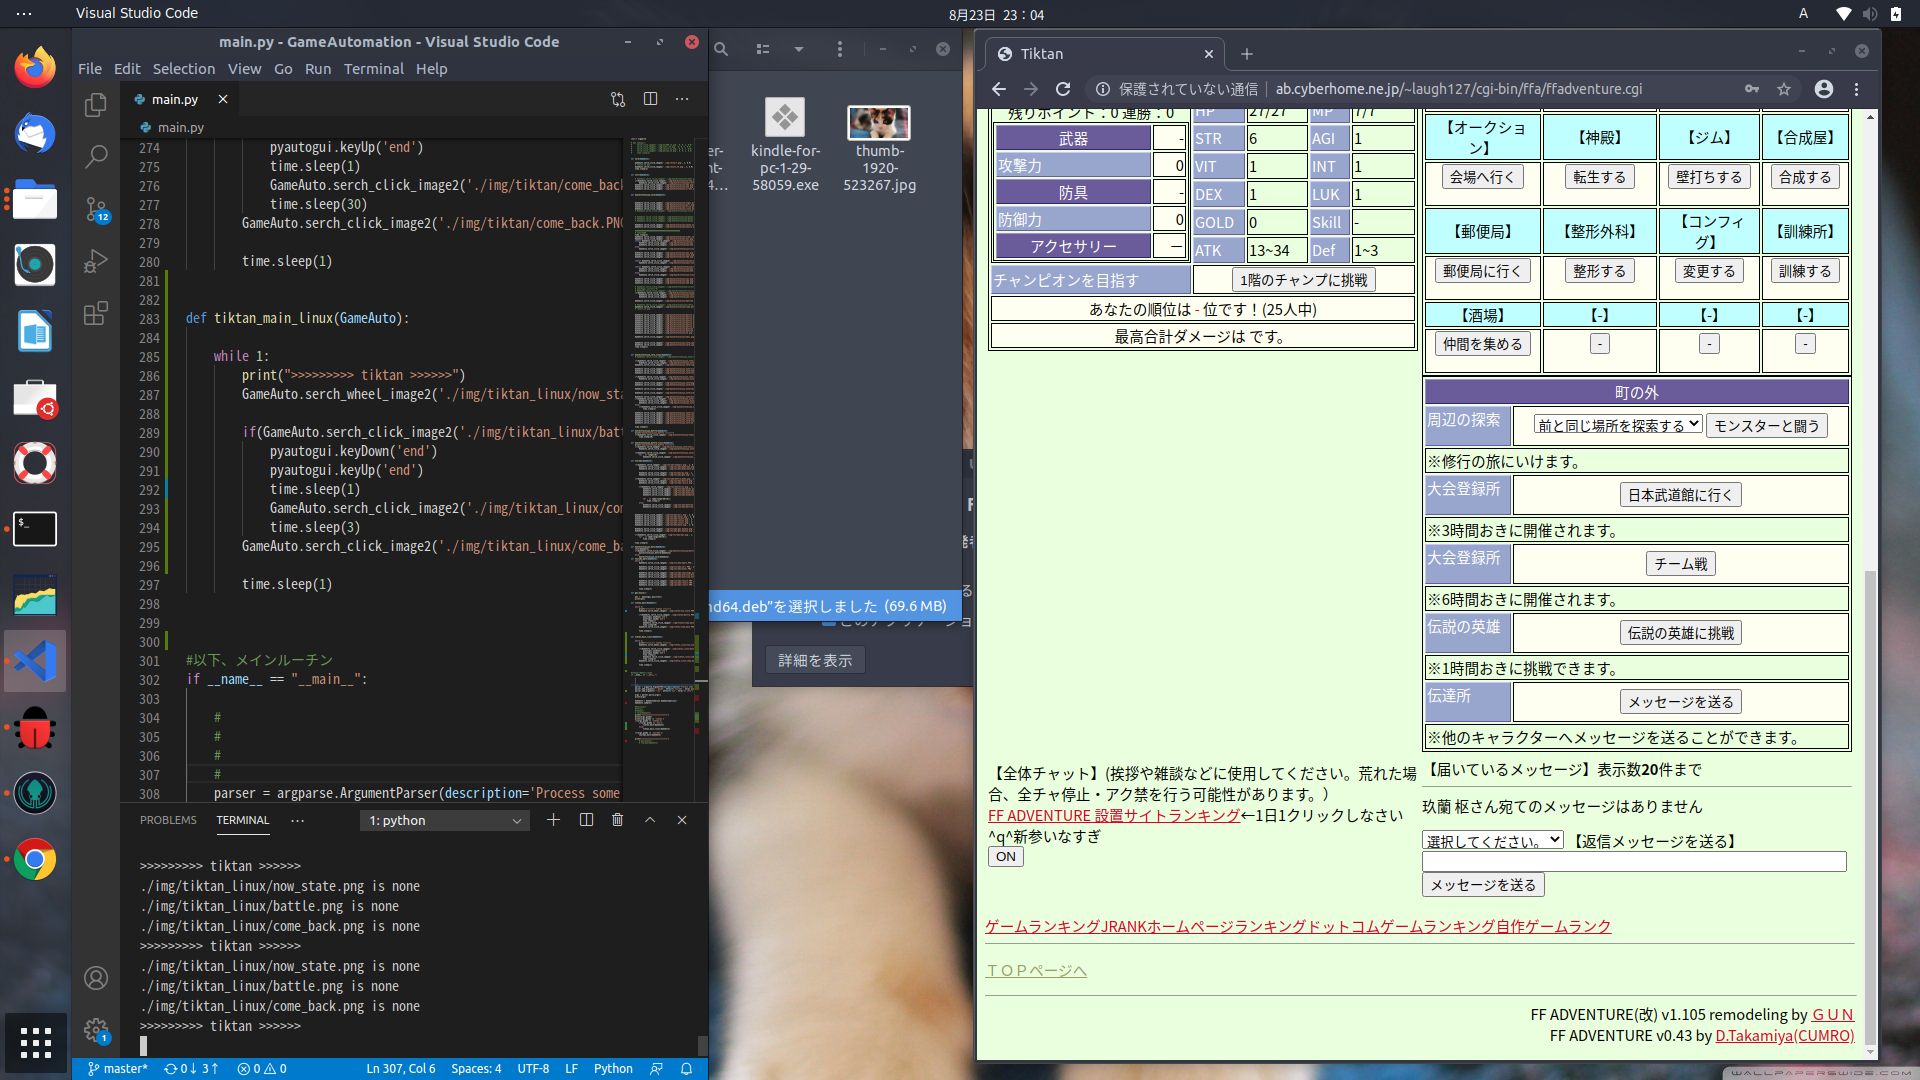 Visual Studio Code
8月23日 23：04
A
main.py - GameAutomation - Visual Studio Code
File Edit Selection View Go Run Terminal Help
main.py
main.py
274 pyautogui.keyUp('end')
275 time.sleep(1)
276 GameAuto.serch_click_image2('./img/tiktan/come_back
277 time.sleep(30)
278 GameAuto.serch_click_image2('./img/tiktan/come_back.PNG
279
280 time.sleep(1)
281
282
283 def tiktan_main_linux(GameAuto):
284
285 while 1:
286 print(">>>>>>>>> tiktan >>>>>>")
287 GameAuto.serch_wheel_image2('./img/tiktan_linux/now_sta
288
289 if(GameAuto.serch_click_image2('./img/tiktan_linux/batt
290 pyautogui.keyDown('end')
291 pyautogui.keyUp('end')
292 time.sleep(1)
293 GameAuto.serch_click_image2('./img/tiktan_linux/com
294 time.sleep(3)
295 GameAuto.serch_click_image2('./img/tiktan_linux/come_ba
296
297 time.sleep(1)
298
299
300
301 #以下、メインルーチン
302 if __name__ == "__main__":
303
304 #
305 #
306 #
307 #
308 parser = argparse.ArgumentParser(description='Process some
12
1
PROBLEMS TERMINAL ··· 1: python
>>>>>>>>> tiktan >>>>>>
./img/tiktan_linux/now_state.png is none
./img/tiktan_linux/battle.png is none
./img/tiktan_linux/come_back.png is none
>>>>>>>>> tiktan >>>>>>
./img/tiktan_linux/now_state.png is none
./img/tiktan_linux/battle.png is none
./img/tiktan_linux/come_back.png is none
>>>>>>>>> tiktan >>>>>>
master* 0↓ 3↑ 0 0 Ln 307, Col 6 Spaces: 4 UTF-8 LF Python
kindle-for-
pc-1-29-
58059.exe
thumb-
1920-
523267.jpg
nd64.deb"を選択しました (69.6 MB)
詳細を表示
Tiktan
保護されていない通信 | ab.cyberhome.ne.jp/~laugh127/cgi-bin/ffa/ffadventure.cgi
残りポイント：0 連勝：0
HP 27/27 MP 7/7
武器 -
STR 6 AGI 1
攻撃力 0
VIT 1 INT 1
防具 -
DEX 1 LUK 1
防御力 0
GOLD 0 Skill -
アクセサリー ー
ATK 13~34 Def 1~3
チャンピオンを目指す 1階のチャンプに挑戦
あなたの順位は - 位です！(25人中)
最高合計ダメージは です。
【オークション】 【神殿】 【ジム】 【合成屋】
会場へ行く 転生する 壁打ちする 合成する
【郵便局】 【整形外科】 【コンフィグ】 【訓練所】
郵便局に行く 整形する 変更する 訓練する
【酒場】 【-】 【-】 【-】
仲間を集める - - -
町の外
周辺の探索 前と同じ場所を探索する モンスターと闘う
※修行の旅にいけます。
大会登録所 日本武道館に行く
※3時間おきに開催されます。
大会登録所 チーム戦
※6時間おきに開催されます。
伝説の英雄 伝説の英雄に挑戦
※1時間おきに挑戦できます。
伝達所 メッセージを送る
※他のキャラクターへメッセージを送ることができます。
【全体チャット】(挨拶や雑談などに使用してください。荒れた場
合、全チャ停止・アク禁を行う可能性があります。）
FF ADVENTURE 設置サイトランキング←1日1クリックしなさい
^q^新参いなすぎ
ON
【届いているメッセージ】表示数20件まで
玖蘭 枢さん宛てのメッセージはありません
選択してください。 【返信メッセージを送る】
メッセージを送る
ゲームランキングJRANKホームページランキングドットコムゲームランキング自作ゲームランク
ＴＯＰページへ
FF ADVENTURE(改) v1.105 remodeling by ＧＵＮ
FF ADVENTURE v0.43 by D.Takamiya(CUMRO)